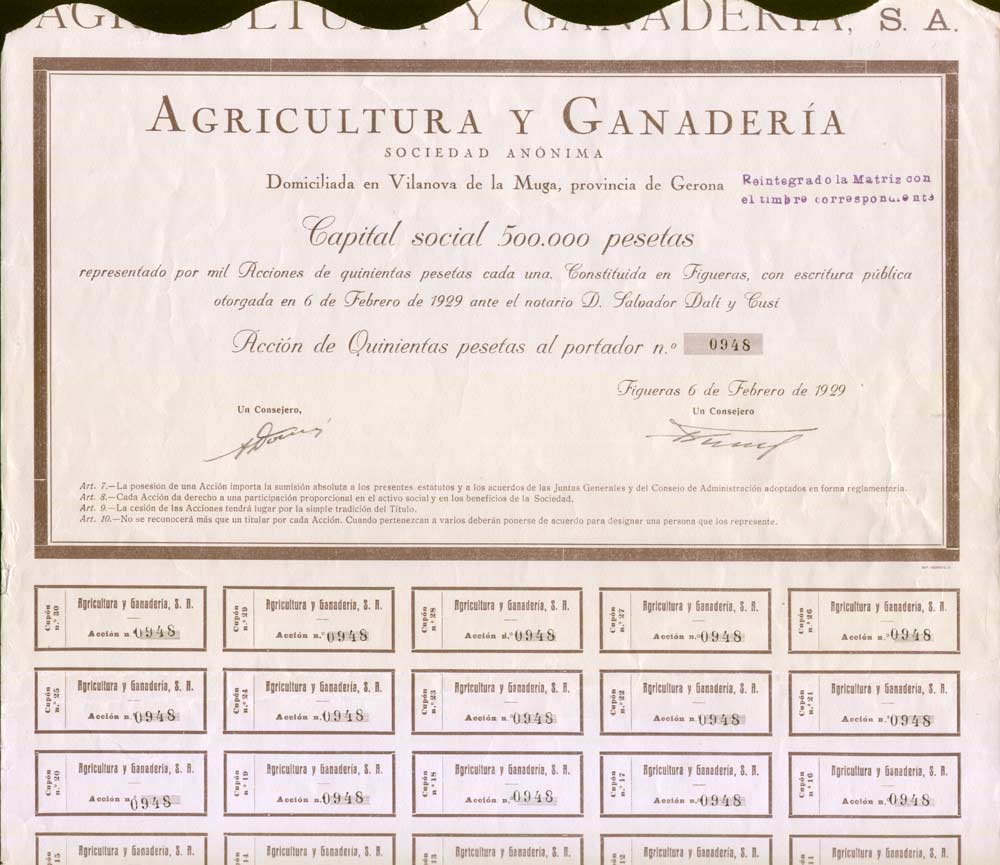 AGRICULTURA Y GANADERÍA, S. A.
AGRICULTURA Y GANADERÍA
SOCIEDAD ANÓNIMA
Domiciliada en Vilanova de la Muga, provincia de Gerona
Reintegrado la Matriz con
el timbre correspondiente
Capital social 500.000 pesetas
representado por mil Acciones de quinientas pesetas cada una. Constituida en Figueras, con escritura pública
otorgada en 6 de Febrero de 1929 ante el notario D. Salvador Dalí y Cusí
Acción de Quinientas pesetas al portador n.º 0948
Figueras 6 de Febrero de 1929
Un Consejero,
Un Consejero
Art. 7.—La posesión de una Acción importa la sumisión absoluta a los presentes estatutos y a los acuerdos de las Juntas Generales y del Consejo de Administración adoptados en forma reglamentaria.
Art. 8.—Cada Acción da derecho a una participación proporcional en el activo social y en los beneficios de la Sociedad.
Art. 9.—La cesión de las Acciones tendrá lugar por la simple tradición del Título.
Art. 10.—No se reconocerá más que un titular por cada Acción. Cuando pertenezcan a varios deberán ponerse de acuerdo para designar una persona que los represente.
Cupón n.º 30 Agricultura y Ganadería, S. A. Acción n.º 0948
Cupón n.º 29 Agricultura y Ganadería, S. A. Acción n.º 0948
Cupón n.º 28 Agricultura y Ganadería, S. A. Acción n.º 0948
Cupón n.º 27 Agricultura y Ganadería, S. A. Acción n.º 0948
Cupón n.º 26 Agricultura y Ganadería, S. A. Acción n.º 0948
Cupón n.º 25 Agricultura y Ganadería, S. A. Acción n.º 0948
Cupón n.º 24 Agricultura y Ganadería, S. A. Acción n.º 0948
Cupón n.º 23 Agricultura y Ganadería, S. A. Acción n.º 0948
Cupón n.º 22 Agricultura y Ganadería, S. A. Acción n.º 0948
Cupón n.º 21 Agricultura y Ganadería, S. A. Acción n.º 0948
Cupón n.º 20 Agricultura y Ganadería, S. A. Acción n.º 0948
Cupón n.º 19 Agricultura y Ganadería, S. A. Acción n.º 0948
Cupón n.º 18 Agricultura y Ganadería, S. A. Acción n.º 0948
Cupón n.º 17 Agricultura y Ganadería, S. A. Acción n.º 0948
Cupón n.º 16 Agricultura y Ganadería, S. A. Acción n.º 0948
15 Agricultura y Ganadería, S. A.
14 Agricultura y Ganadería, S. A.
13 Agricultura y Ganadería, S. A.
12 Agricultura y Ganadería, S. A.
11 Agricultura y Ganadería, S. A.